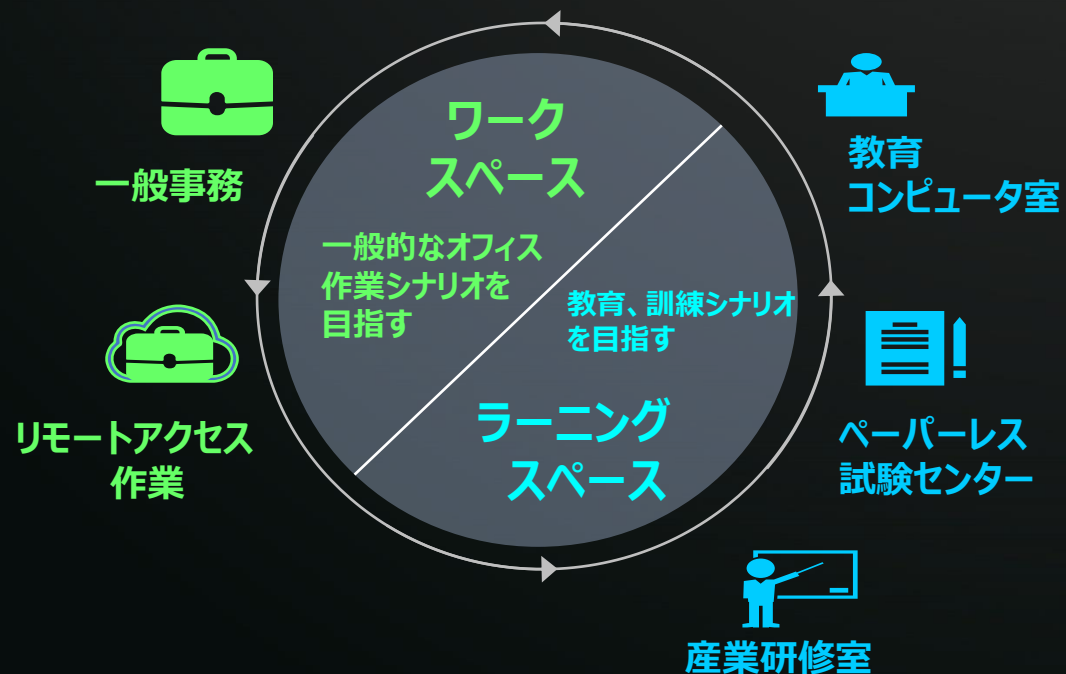 ワーク
スペース
一般的なオフィス
作業シナリオを
目指す
教育、訓練シナリオ
を目指す
ラーニング
スペース
一般事務
リモートアクセス
作業
教育
コンピュータ室
ペーパーレス
試験センター
産業研修室